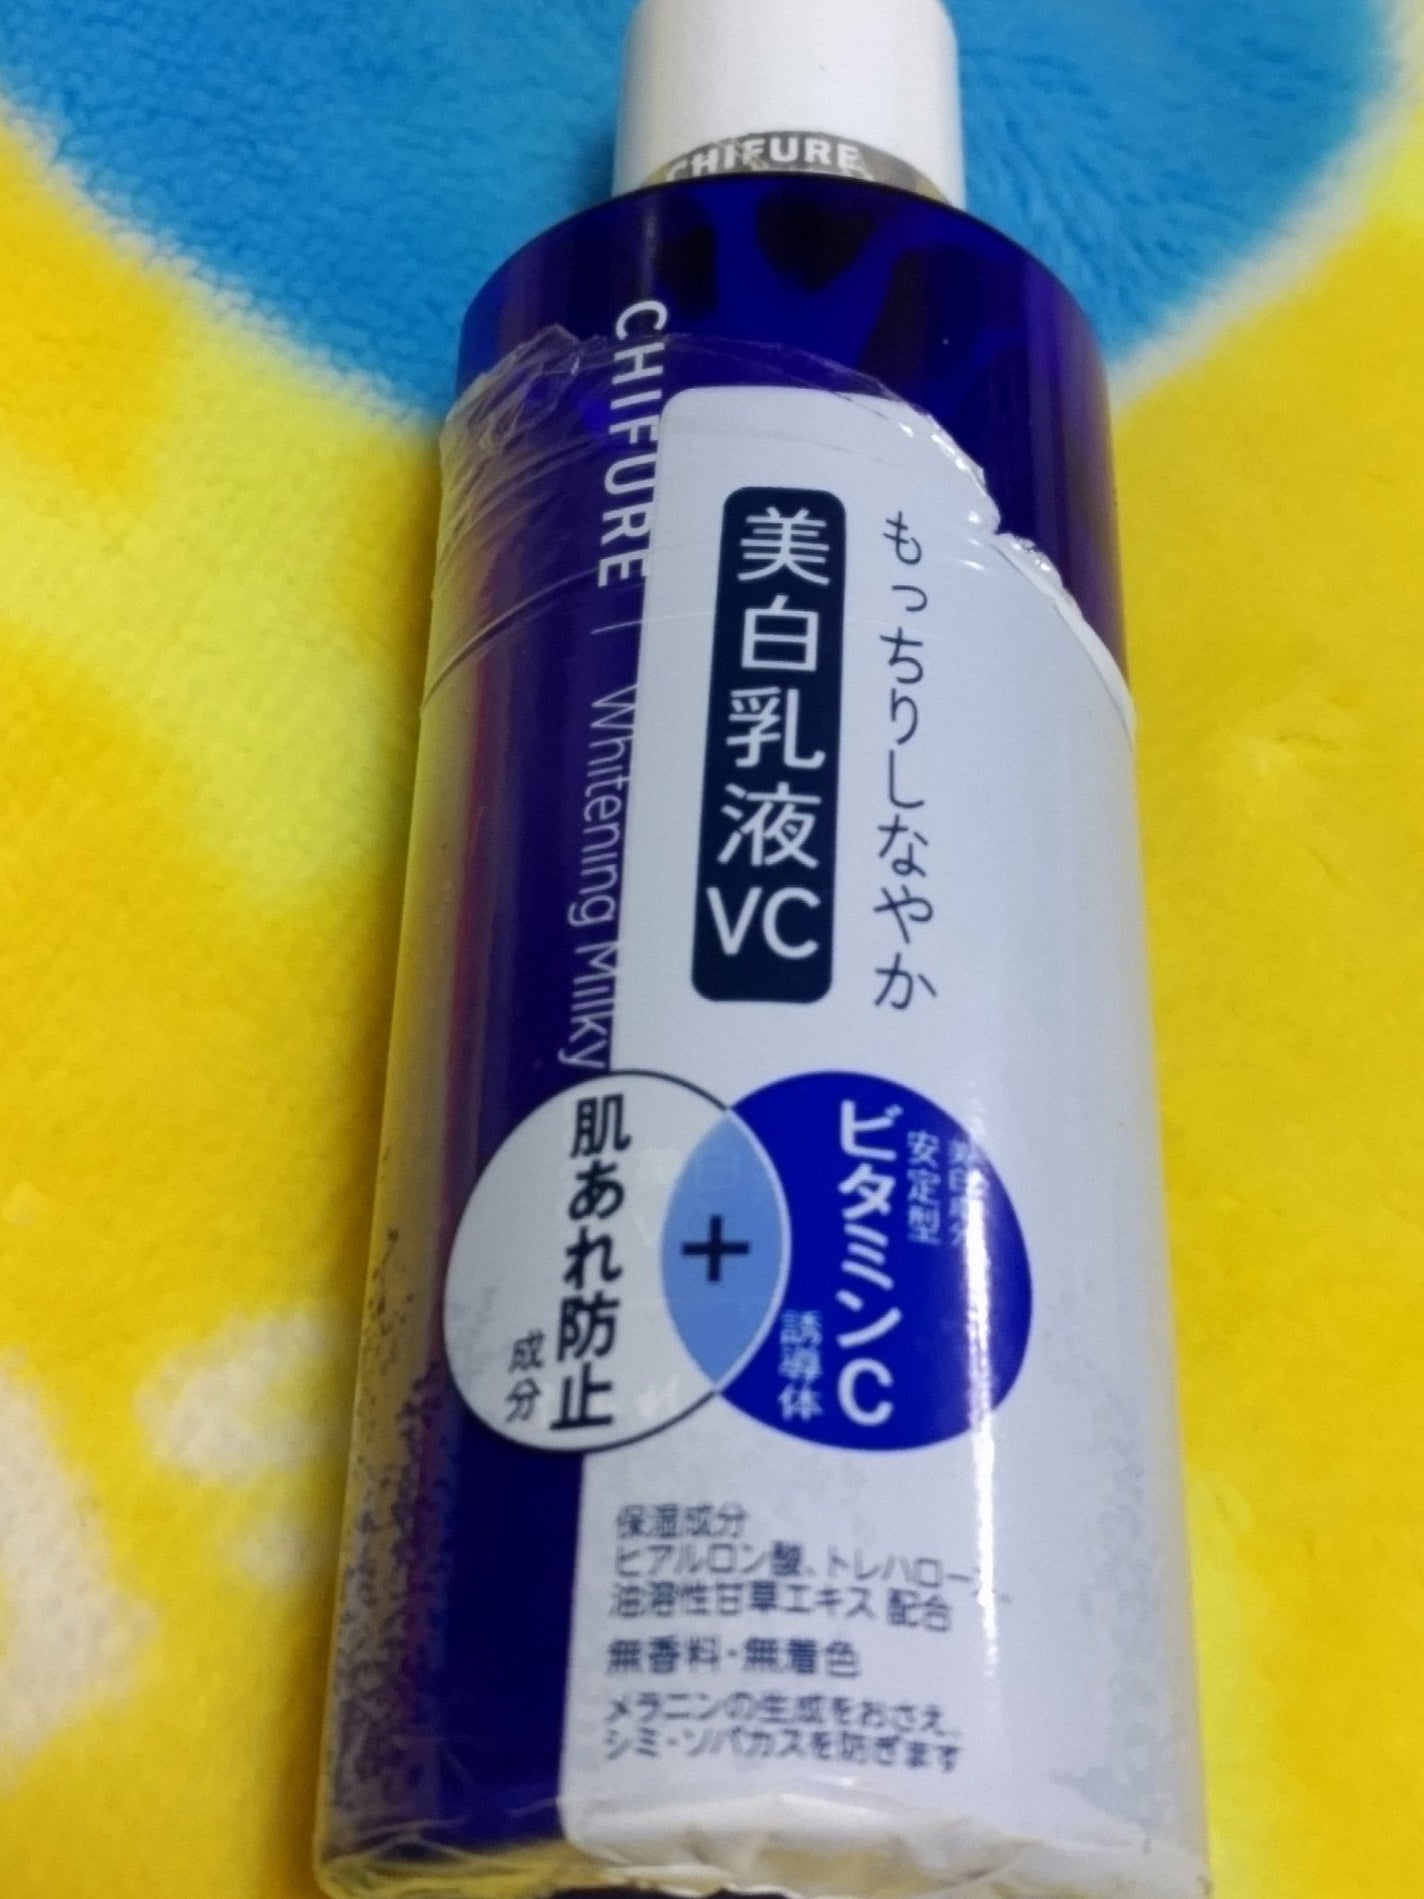 CHIFURE
CHIFURE | Whitening Milky
もっちりしなやか
美白乳液VC
美白成分
安定型
ビタミンC
誘導体
+
肌あれ防止
成分
保湿成分
ヒアルロン酸、トレハロース、
油溶性甘草エキス 配合
無香料・無着色
メラニンの生成をおさえ、
シミ・ソバカスを防ぎます